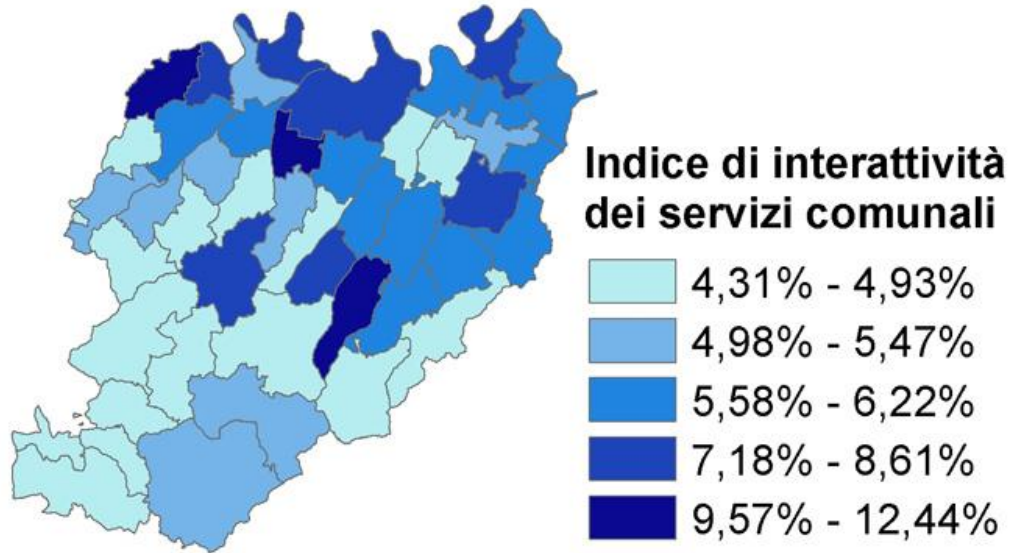 Indice di interattività
dei servizi comunali
4,31% - 4,93%
4,98% - 5,47%
5,58% - 6,22%
7,18% - 8,61%
9,57% - 12,44%